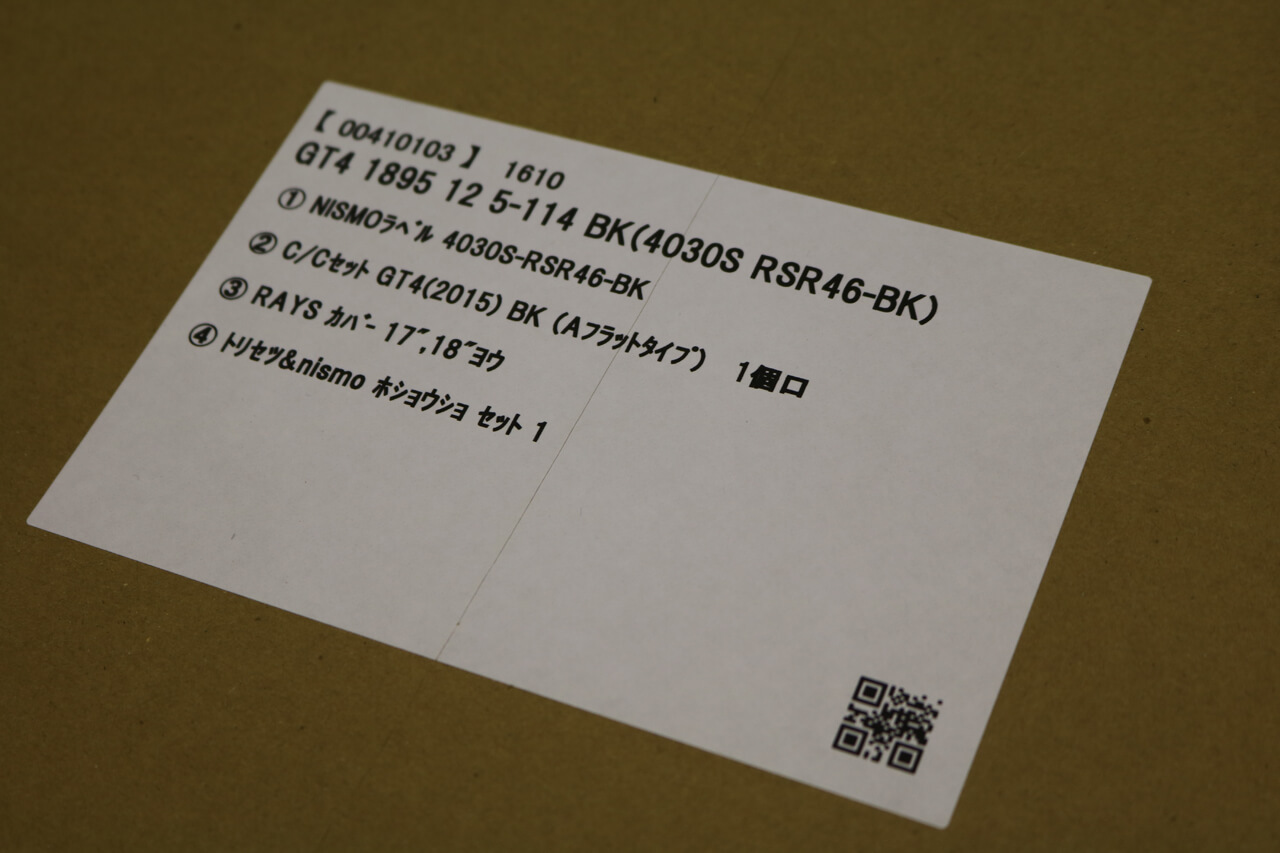 【 00410103 】 1610
GT4 1895 12 5-114 BK(4030S RSR46-BK)
① NISMOﾗﾍﾞﾙ 4030S-RSR46-BK
② C/Cｾｯﾄ GT4(2015) BK (Aﾌﾗｯﾄﾀｲﾌﾟ) 1個口
③ RAYS ｶﾊﾞｰ 17",18"ﾖｳ
④ ﾄﾘｾﾂ&nismo ﾎｼｮｳｼｮ ｾｯﾄ 1